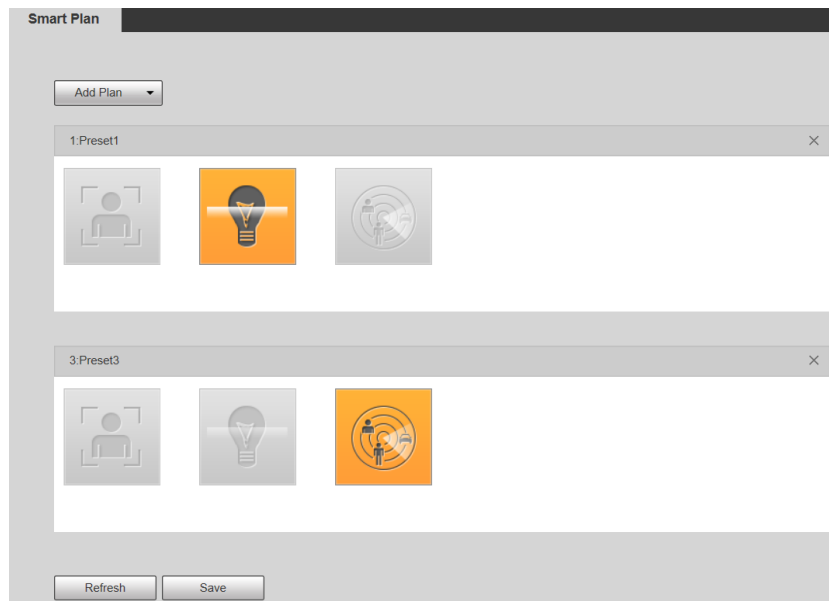 Smart Plan
Add Plan
1:Preset1
3:Preset3
Refresh
Save